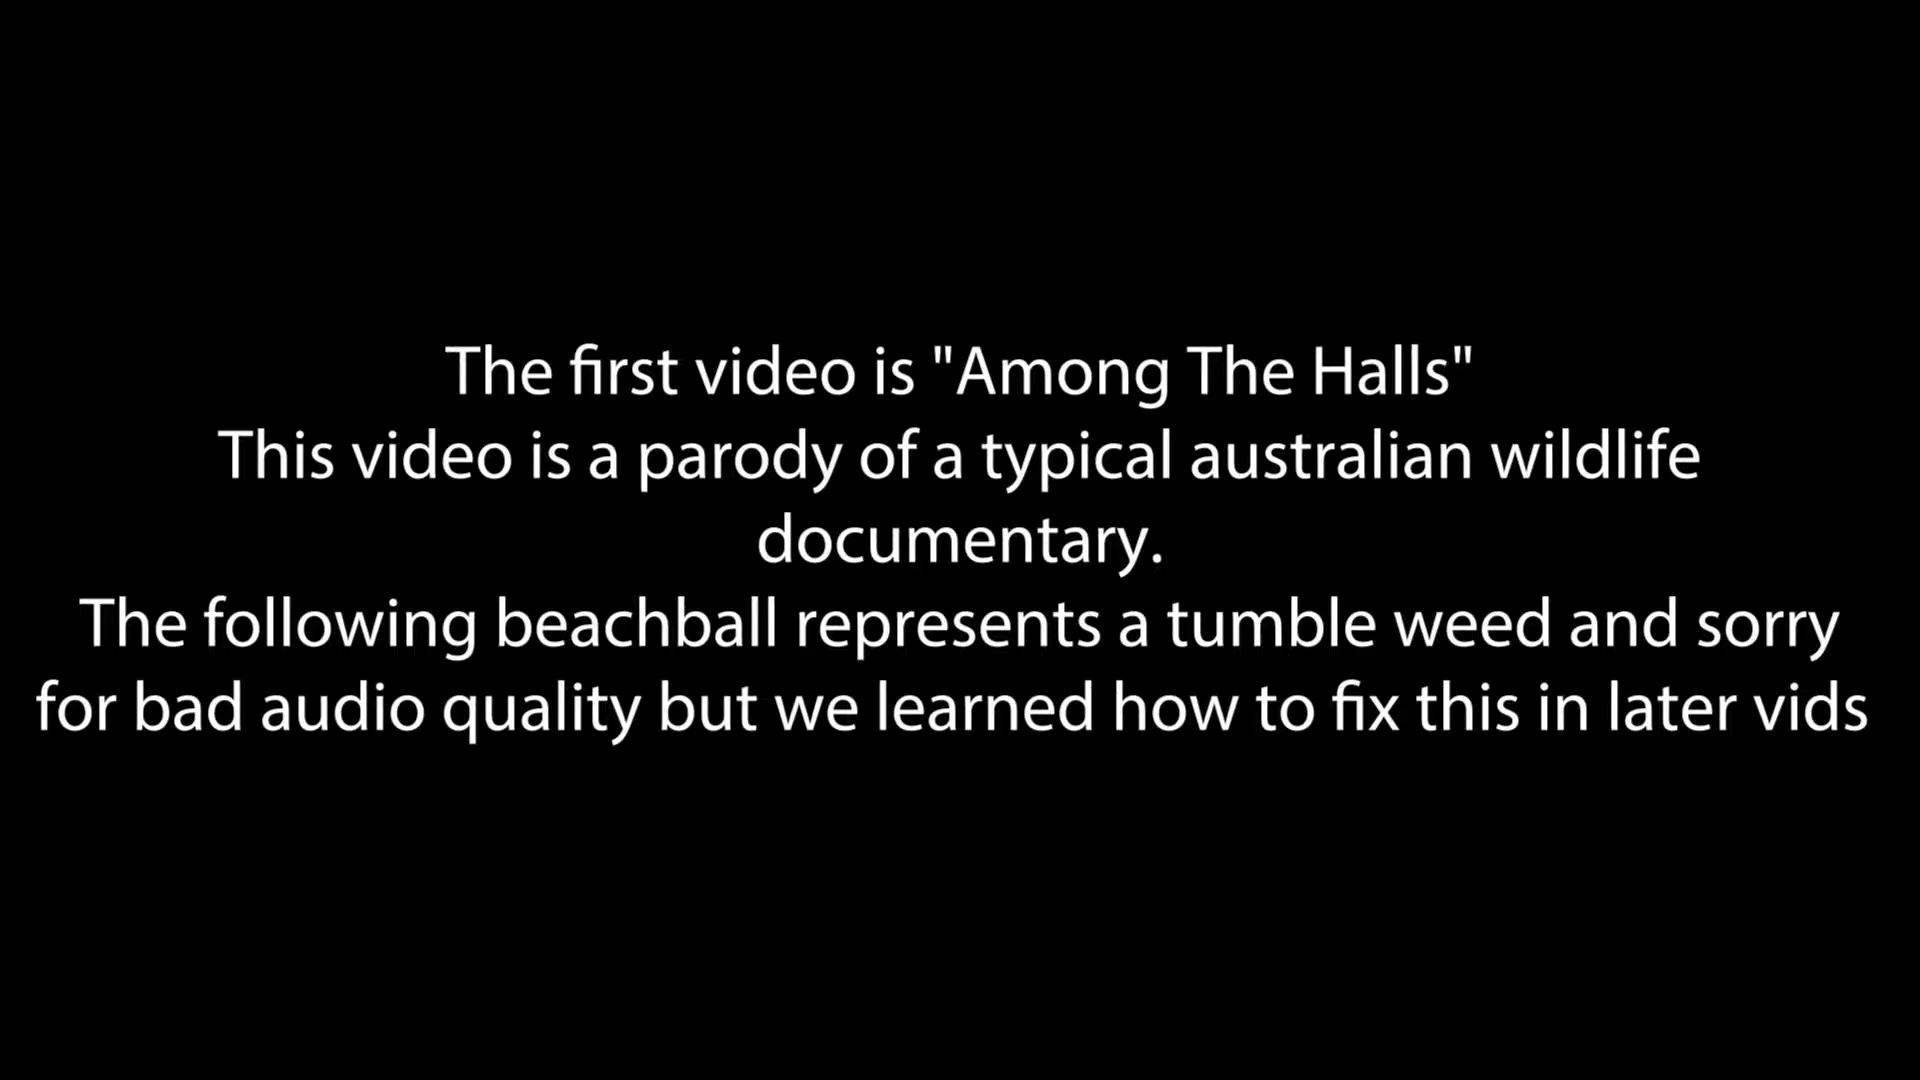 The first video is "Among The Halls"
This video is a parody of a typical australian wildlife
documentary.
The following beachball represents a tumble weed and sorry
for bad audio quality but we learned how to fix this in later vids